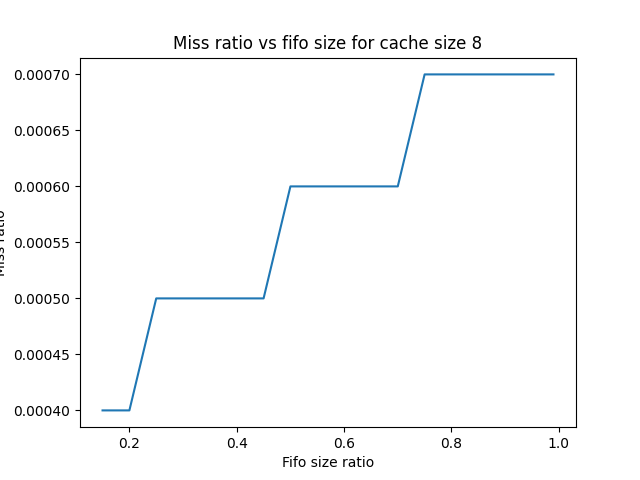 Miss ratio vs fifo size for cache size 8
0.00070
0.00065
0.00060
0.00055
0.00050
0.00045
0.00040
Miss ratio
0.2 0.4 0.6 0.8 1.0
Fifo size ratio